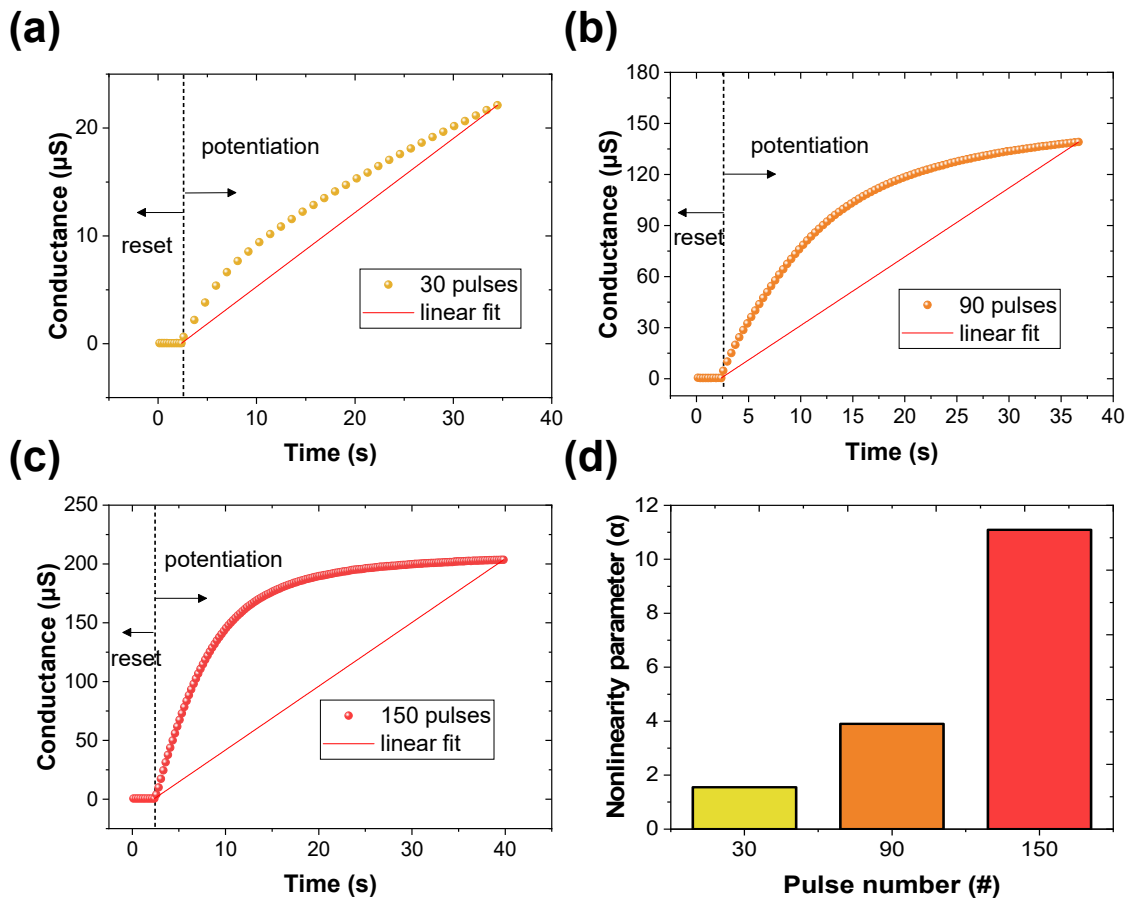 (a)
Conductance (µS)
20
10
0
0
10
20
30
40
Time (s)
potentiation
reset
30 pulses
linear fit
(b)
Conductance (µS)
180
150
120
90
60
30
0
0
5
10
15
20
25
30
35
40
Time (s)
potentiation
reset
90 pulses
linear fit
(c)
Conductance (µS)
250
200
150
100
50
0
0
10
20
30
40
Time (s)
potentiation
reset
150 pulses
linear fit
(d)
Nonlinearity parameter (α)
12
10
8
6
4
2
0
30
90
150
Pulse number (#)